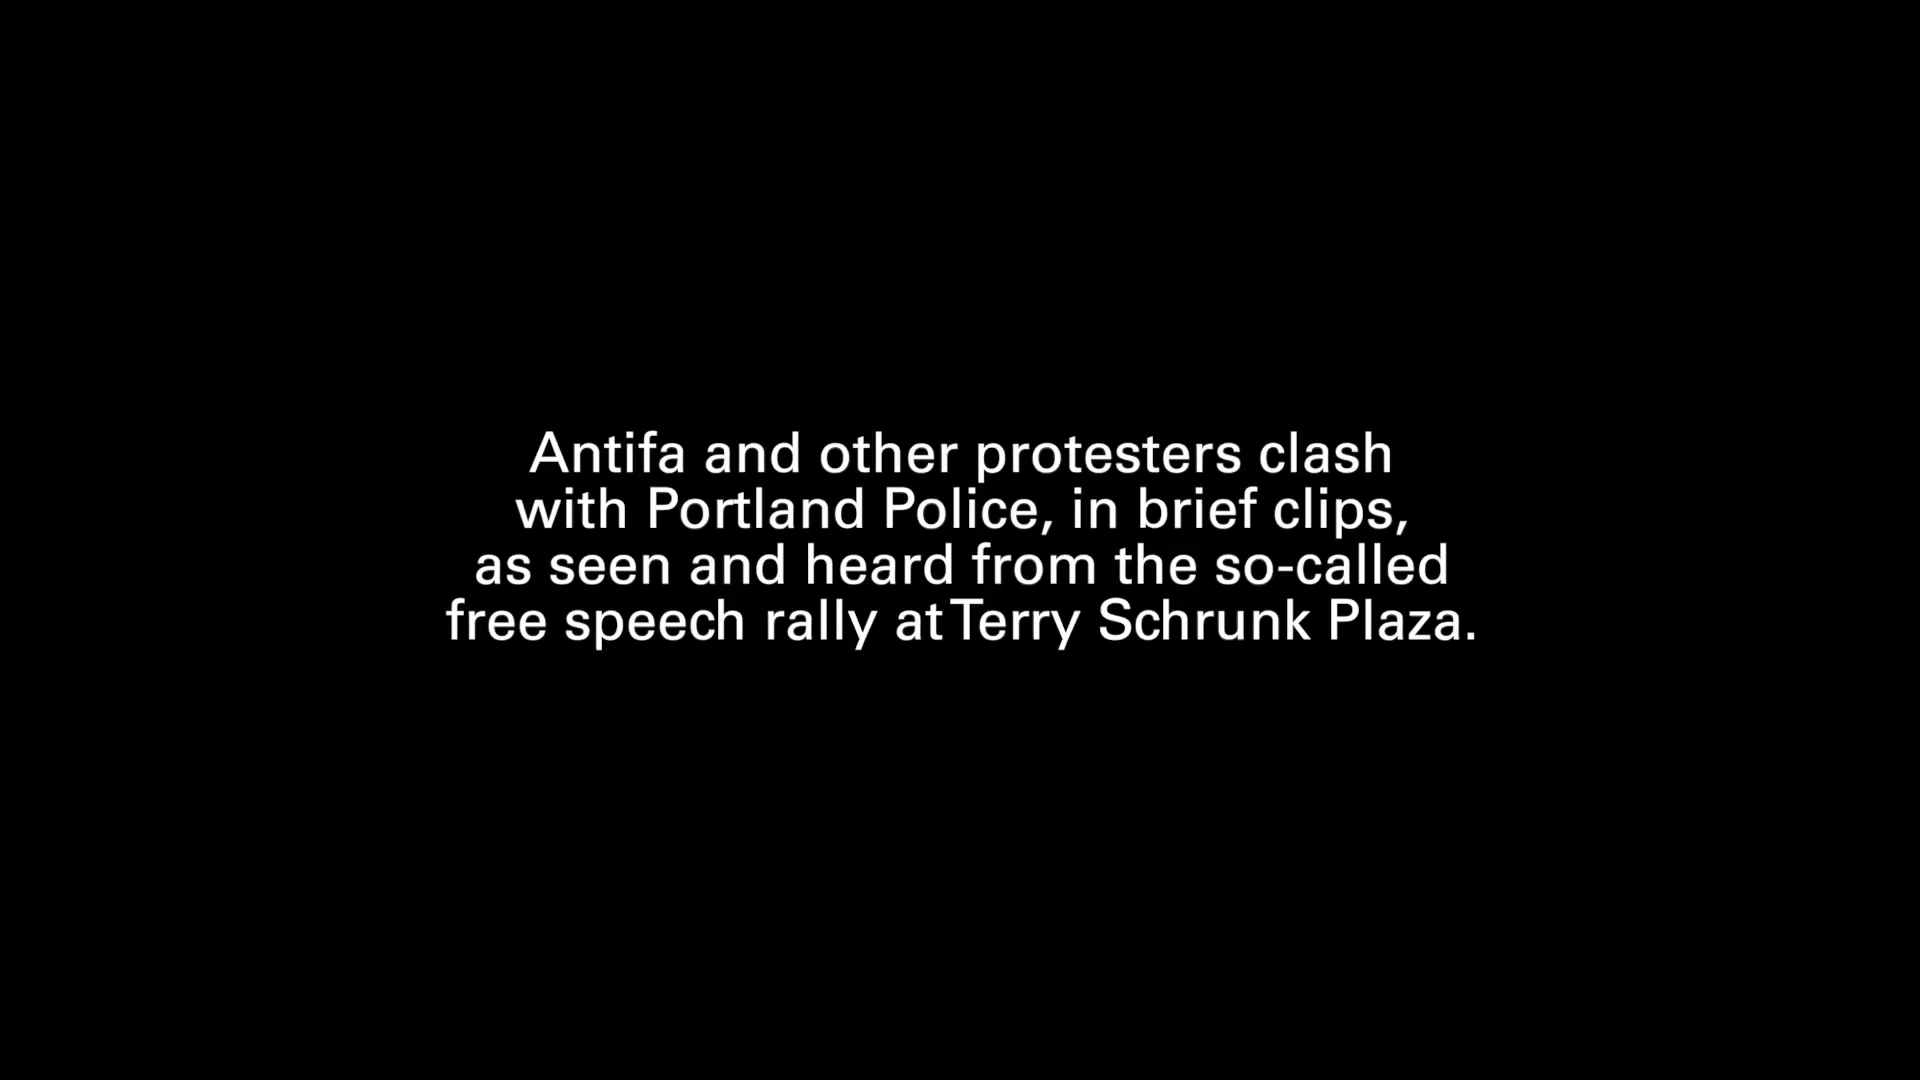 Antifa and other protesters clash
with Portland Police, in brief clips,
as seen and heard from the so-called
free speech rally at Terry Schrunk Plaza.